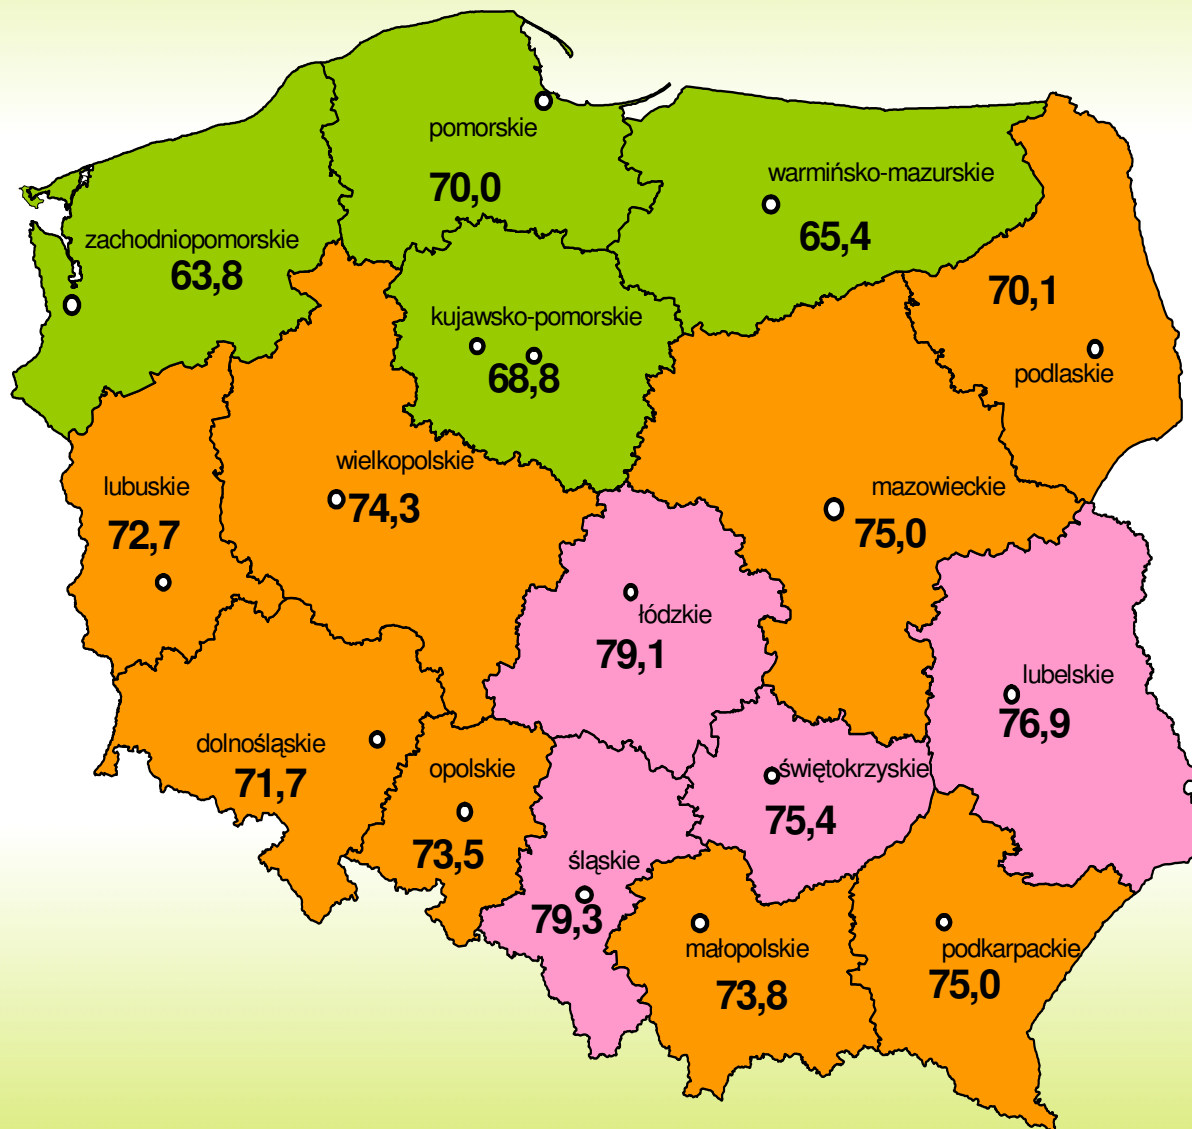 pomorskie
70,0
warmińsko-mazurskie
65,4
zachodniopomorskie
63,8
70,1
podlaskie
kujawsko-pomorskie
68,8
wielkopolskie
74,3
lubuskie
72,7
mazowieckie
75,0
łódzkie
79,1
lubelskie
76,9
dolnośląskie
71,7
opolskie
73,5
świętokrzyskie
75,4
śląskie
79,3
małopolskie
73,8
podkarpackie
75,0